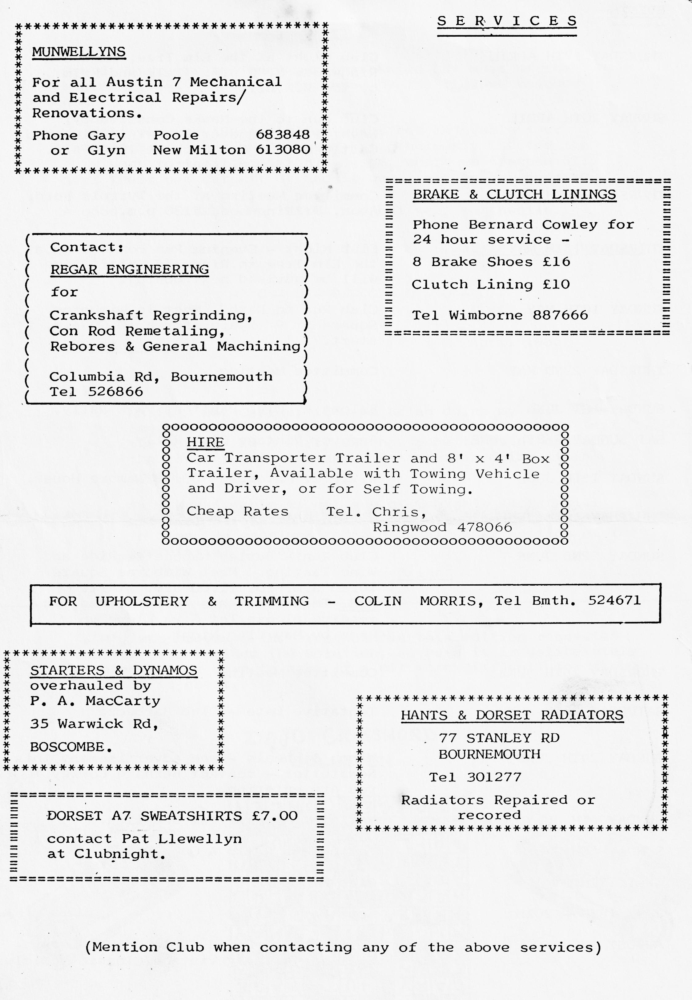 S E R V I C E S
MUNWELLYNS
For all Austin 7 Mechanical
and Electrical Repairs/
Renovations.
Phone Gary Poole 683848
or Glyn New Milton 613080
BRAKE & CLUTCH LININGS
Phone Bernard Cowley for
24 hour service -
8 Brake Shoes £16
Clutch Lining £10
Tel Wimborne 887666
Contact:
REGAR ENGINEERING
for
Crankshaft Regrinding,
Con Rod Remetaling,
Rebores & General Machining
Columbia Rd, Bournemouth
Tel 526866
HIRE
Car Transporter Trailer and 8' x 4' Box
Trailer, Available with Towing Vehicle
and Driver, or for Self Towing.
Cheap Rates Tel. Chris,
Ringwood 478066
FOR UPHOLSTERY & TRIMMING - COLIN MORRIS, Tel Bmth. 524671
STARTERS & DYNAMOS
overhauled by
P. A. MacCarty
35 Warwick Rd,
BOSCOMBE.
HANTS & DORSET RADIATORS
77 STANLEY RD
BOURNEMOUTH
Tel 301277
Radiators Repaired or
recored
DORSET A7 SWEATSHIRTS £7.00
contact Pat Llewellyn
at Clubnight.
(Mention Club when contacting any of the above services)